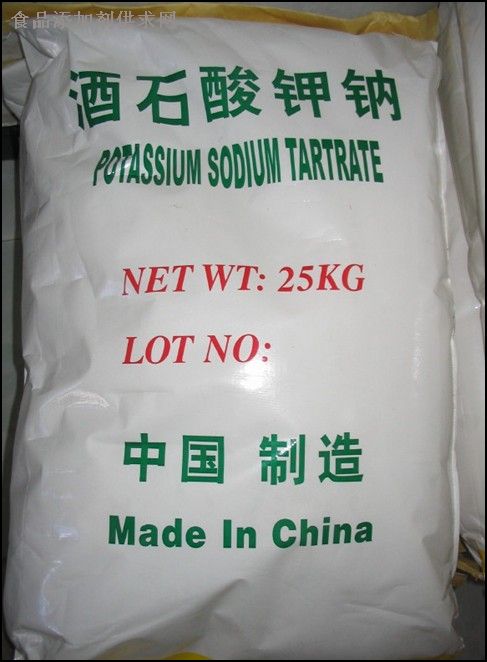 食品添加剂供求网
酒石酸钾钠
POTASSIUM SODIUM TARTRATE
NET WT: 25KG
LOT NO:
中国 制造
Made In China